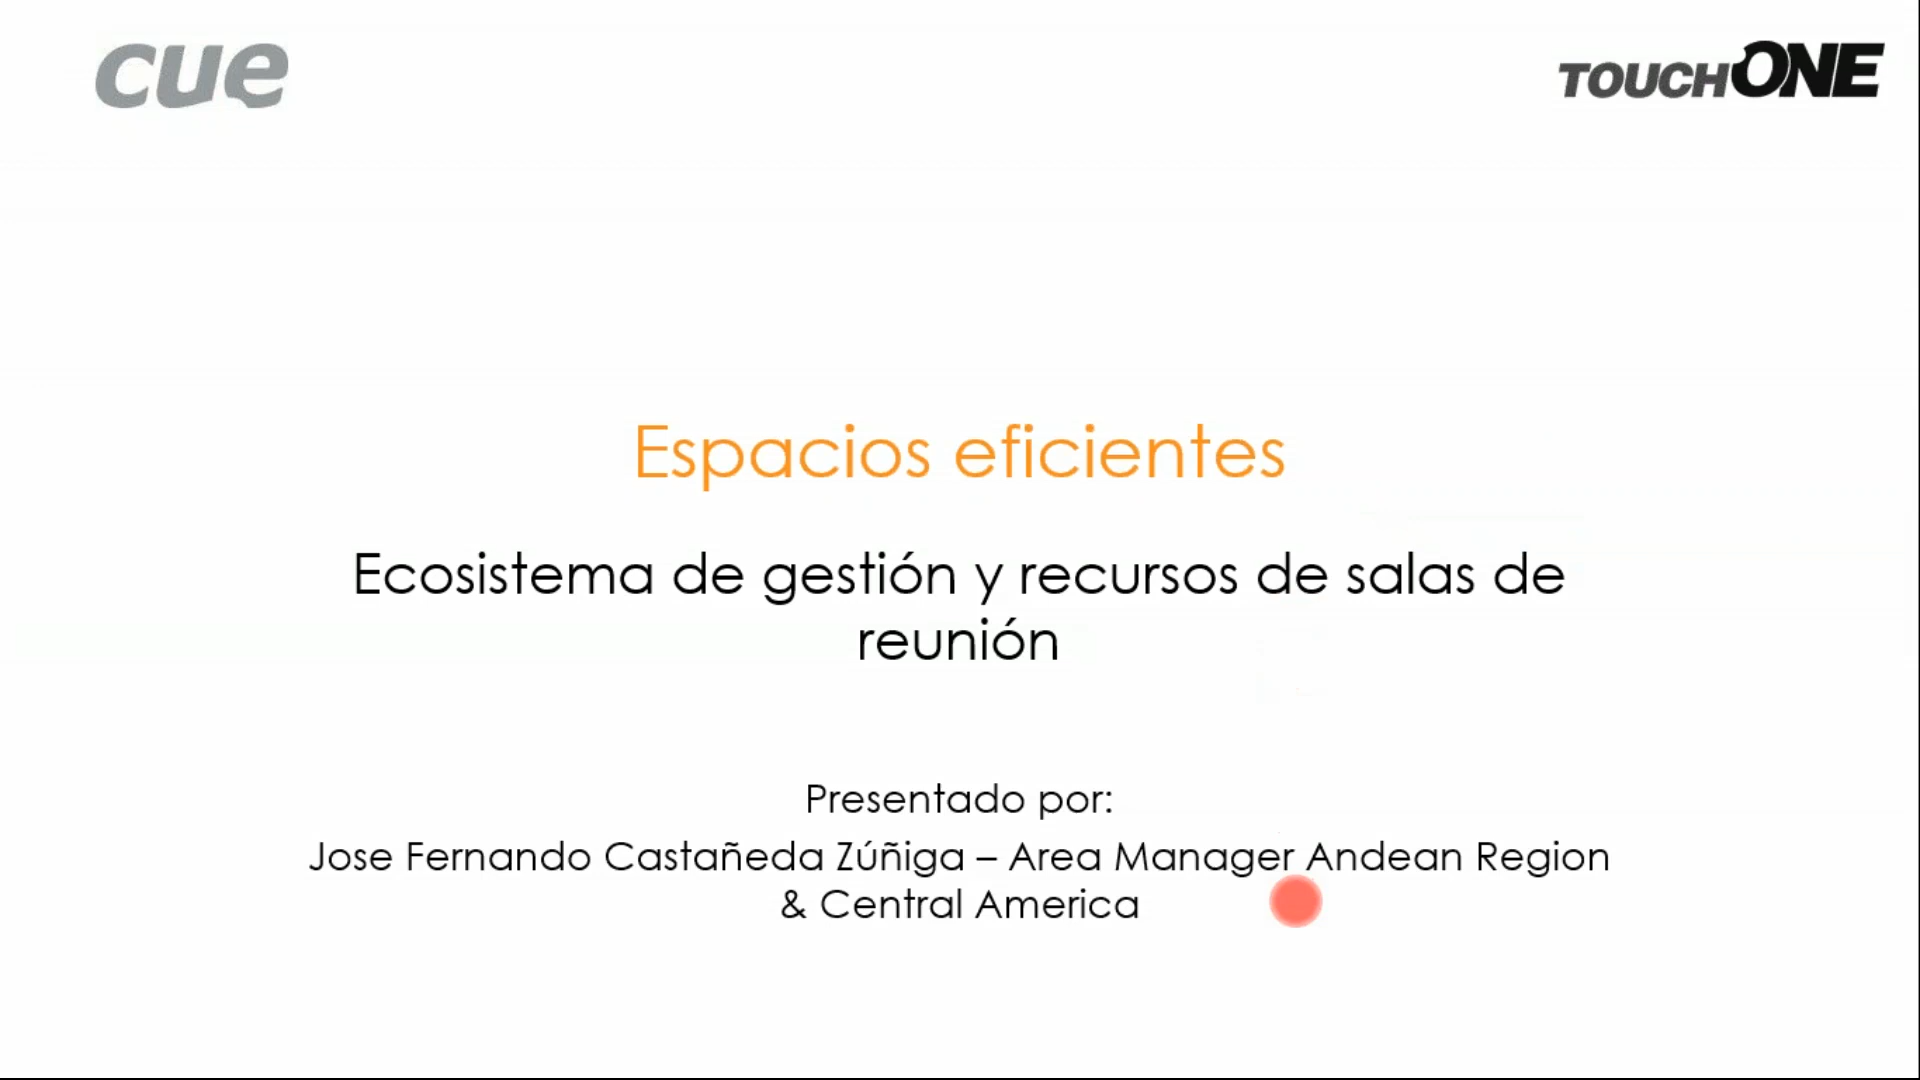 cue
TOUCHONE
Espacios eficientes
Ecosistema de gestión y recursos de salas de
reunión
Presentado por:
Jose Fernando Castañeda Zúñiga – Area Manager Andean Region
& Central America